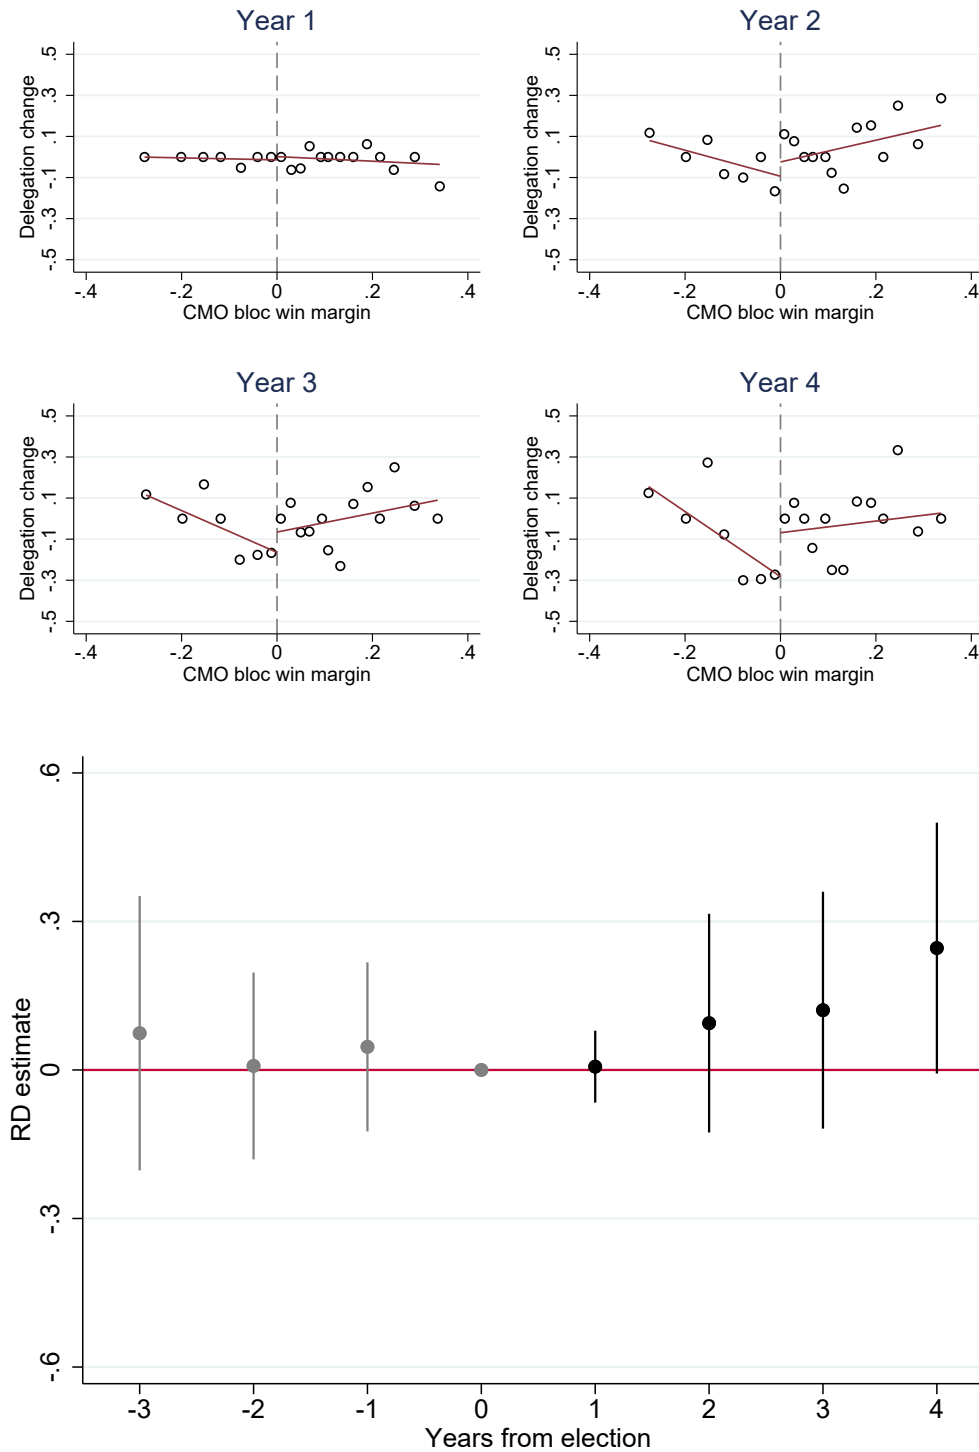 Year 1
Year 2
Delegation change
.5
.3
.1
-.1
-.3
-.5
-.4 -.2 0 .2 .4
CMO bloc win margin
Delegation change
.5
.3
.1
-.1
-.3
-.5
-.4 -.2 0 .2 .4
CMO bloc win margin
Year 3
Year 4
Delegation change
.5
.3
.1
-.1
-.3
-.5
-.4 -.2 0 .2 .4
CMO bloc win margin
Delegation change
.5
.3
.1
-.1
-.3
-.5
-.4 -.2 0 .2 .4
CMO bloc win margin
RD estimate
.6
.3
0
-.3
-.6
-3 -2 -1 0 1 2 3 4
Years from election